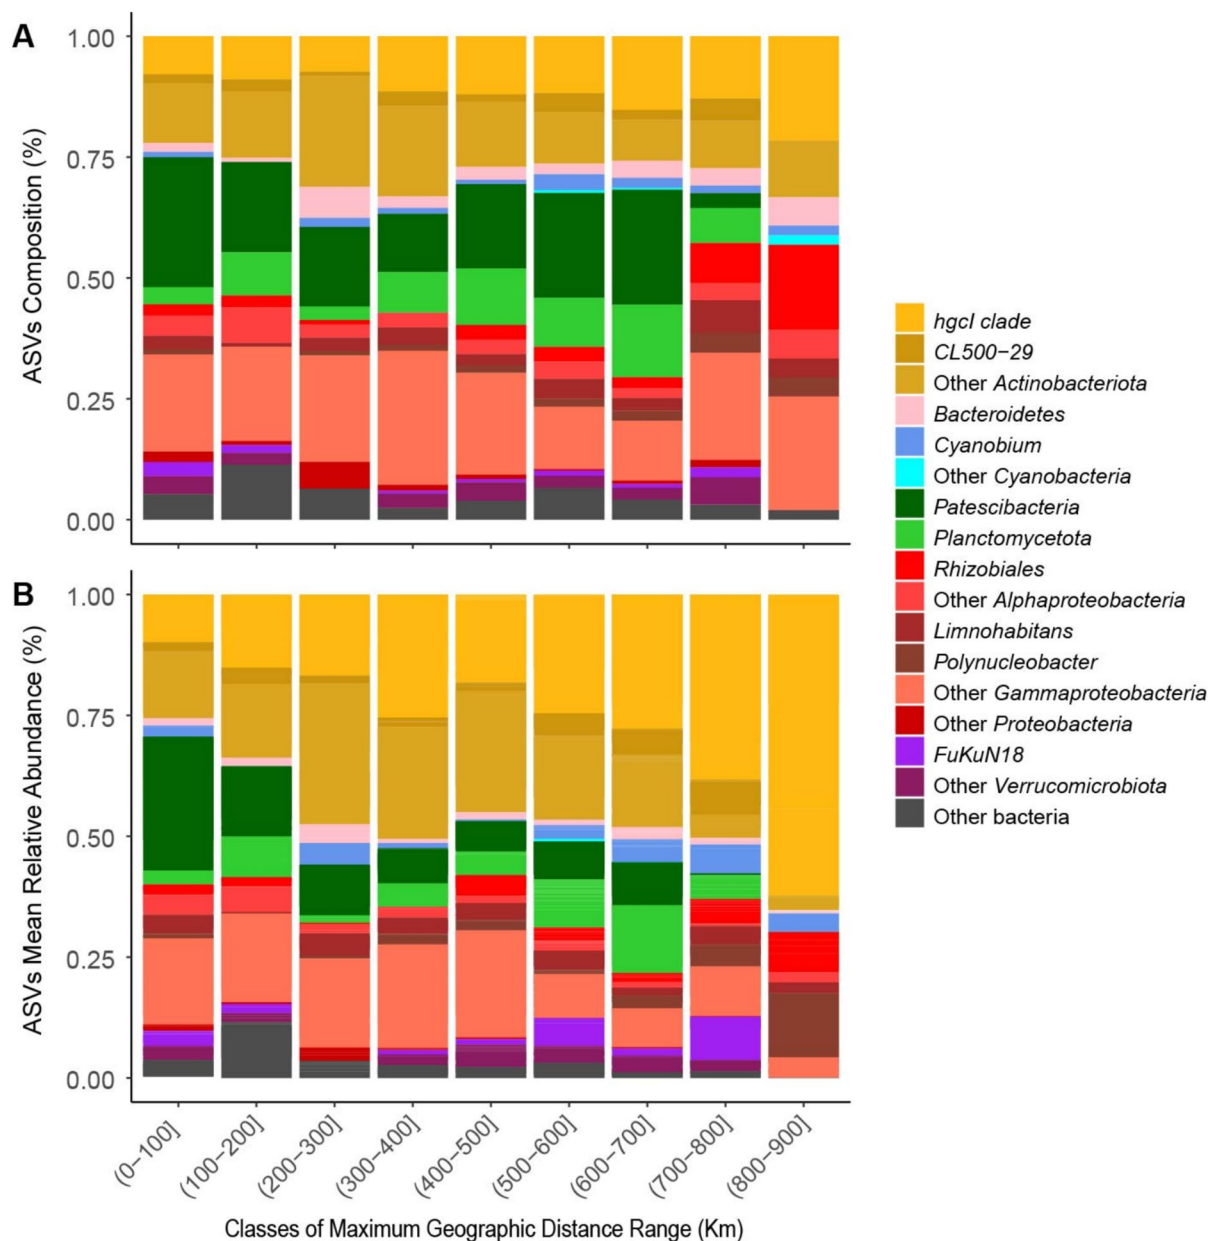 A
ASVs Composition (%)
1.00
0.75
0.50
0.25
0.00
B
ASVs Mean Relative Abundance (%)
1.00
0.75
0.50
0.25
0.00
(0−100]
(100−200]
(200−300]
(300−400]
(400−500]
(500−600]
(600−700]
(700−800]
(800−900]
Classes of Maximum Geographic Distance Range (Km)
hgcI clade
CL500−29
Other Actinobacteriota
Bacteroidetes
Cyanobium
Other Cyanobacteria
Patescibacteria
Planctomycetota
Rhizobiales
Other Alphaproteobacteria
Limnohabitans
Polynucleobacter
Other Gammaproteobacteria
Other Proteobacteria
FuKuN18
Other Verrucomicrobiota
Other bacteria